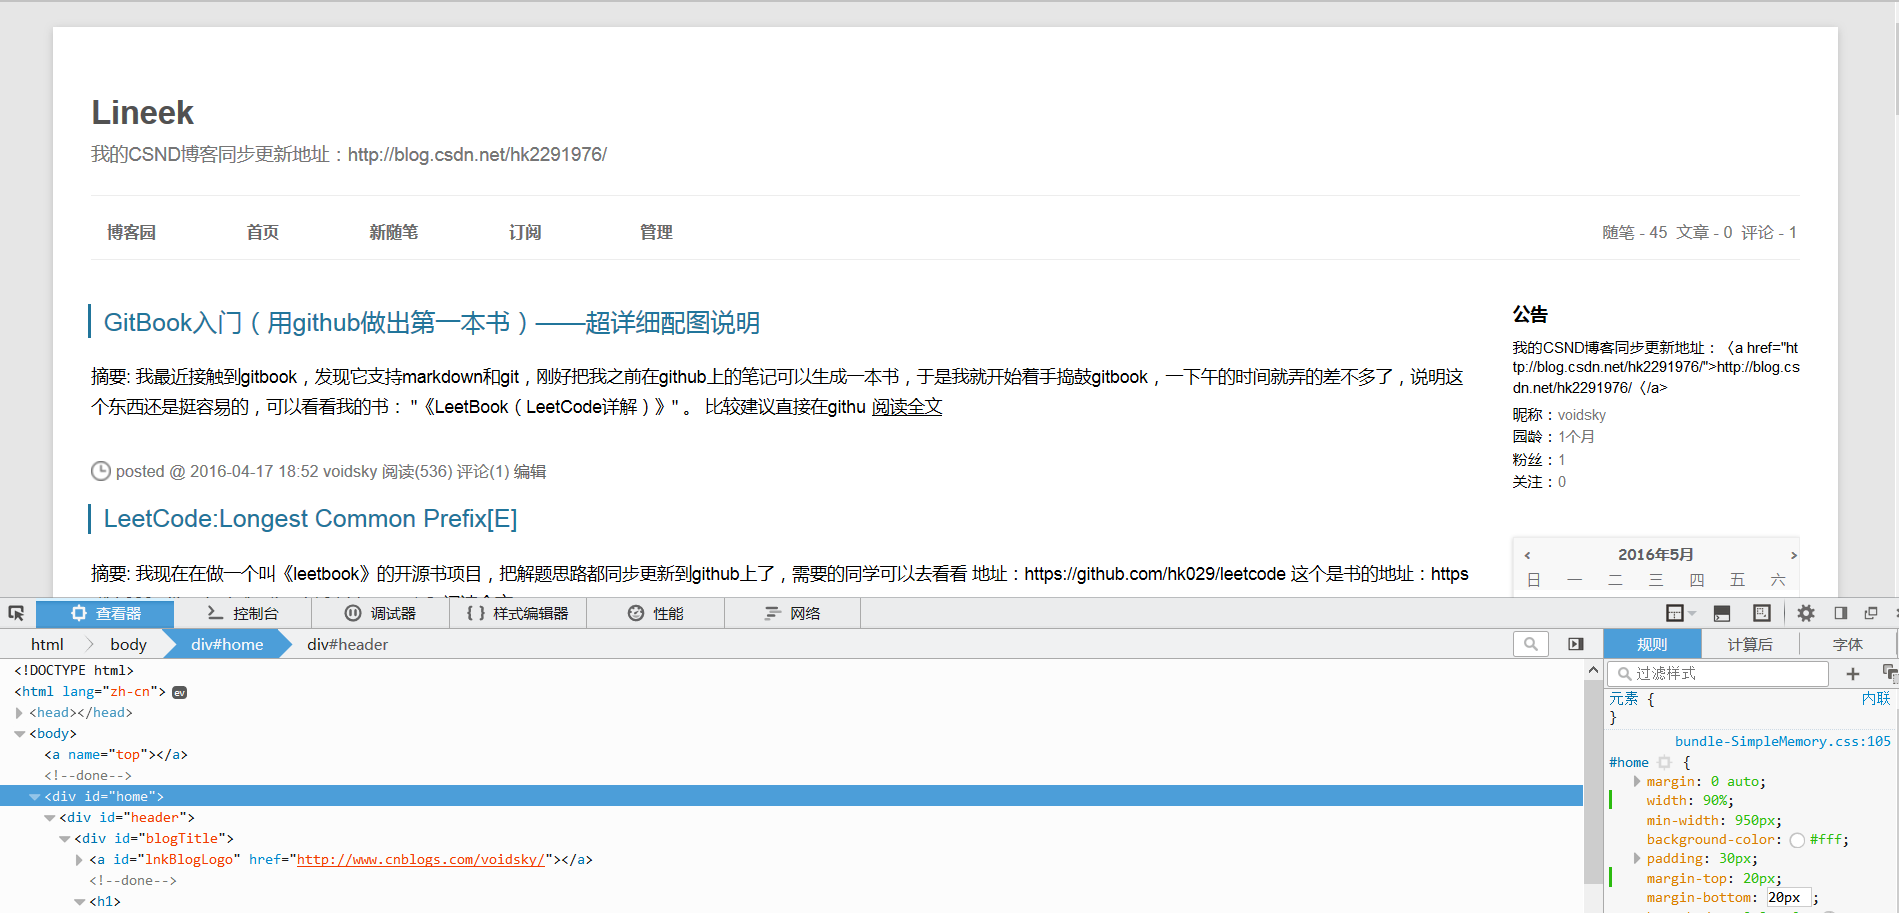 Lineek
我的CSND博客同步更新地址：http://blog.csdn.net/hk2291976/
博客园 首页 新随笔 订阅 管理 随笔 - 45 文章 - 0 评论 - 1
GitBook入门（用github做出第一本书）——超详细配图说明
摘要: 我最近接触到gitbook，发现它支持markdown和git，刚好把我之前在github上的笔记可以生成一本书，于是我就开始着手捣鼓gitbook，一下午的时间就弄的差不多了，说明这
个东西还是挺容易的，可以看看我的书： "《LeetBook（LeetCode详解）》" 。 比较建议直接在githu 阅读全文
posted @ 2016-04-17 18:52 voidsky 阅读(536) 评论(1) 编辑
LeetCode:Longest Common Prefix[E]
摘要: 我现在在做一个叫《leetbook》的开源书项目，把解题思路都同步更新到github上了，需要的同学可以去看看 地址：https://github.com/hk029/leetcode 这个是书的地址：https
公告
我的CSND博客同步更新地址：〈a href="ht
tp://blog.csdn.net/hk2291976/">http://blog.cs
dn.net/hk2291976/〈/a>
昵称：voidsky
园龄：1个月
粉丝：1
关注：0
‹ 2016年5月 ›
日 一 二 三 四 五 六
查看器 控制台 调试器 { } 样式编辑器 性能 网络
html body div#home div#header
<!DOCTYPE html>
<html lang="zh-cn"> ev
<head></head>
<body>
<a name="top"></a>
<!--done-->
<div id="home">
<div id="header">
<div id="blogTitle">
<a id="lnkBlogLogo" href="http://www.cnblogs.com/voidsky/"></a>
<!--done-->
<h1>
规则 计算后 字体
过滤样式 +
元素 { 内联
}
bundle-SimpleMemory.css:105
#home {
margin: 0 auto;
width: 90%;
min-width: 950px;
background-color: #fff;
padding: 30px;
margin-top: 20px;
margin-bottom: 20px ;